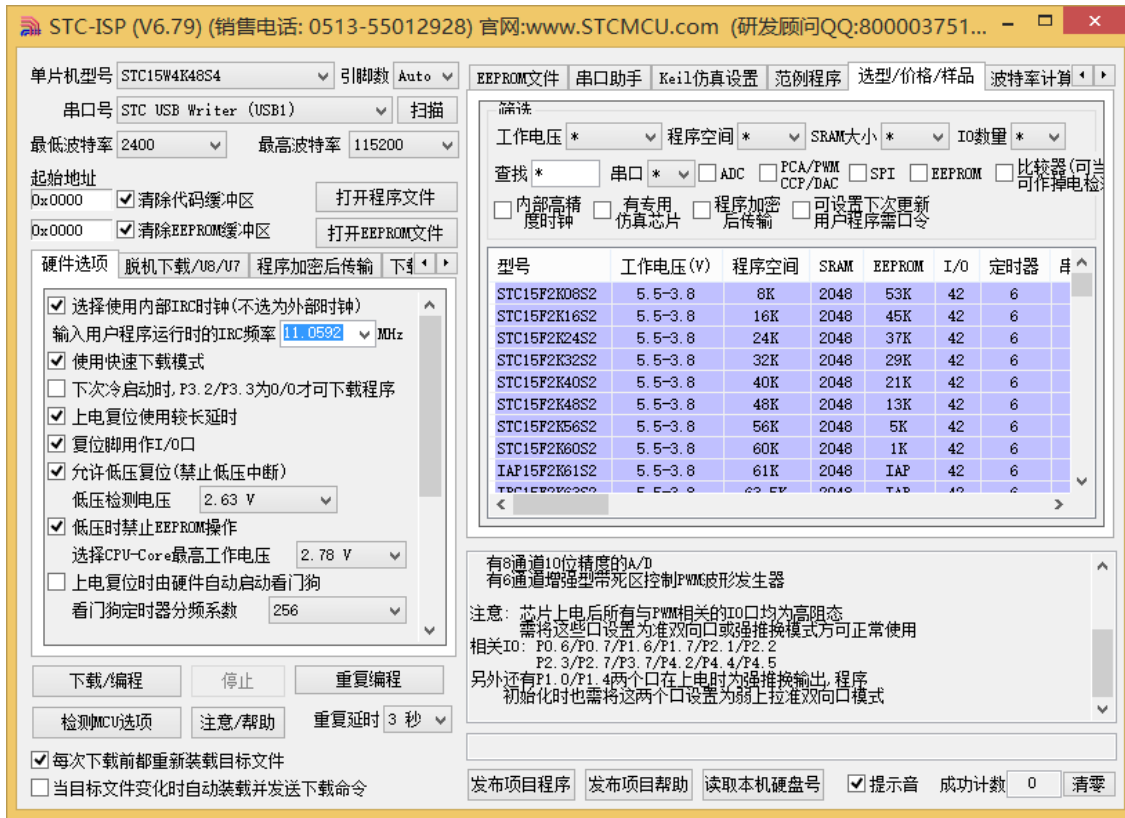 STC-ISP (V6.79) (销售电话: 0513-55012928) 官网:www.STCMCU.com (研发顾问QQ:800003751...
单片机型号 STC15W4K48S4 引脚数 Auto
串口号 STC USB Writer (USB1) 扫描
最低波特率 2400 最高波特率 115200
起始地址
0x0000 清除代码缓冲区 打开程序文件
0x0000 清除EEPROM缓冲区 打开EEPROM文件
硬件选项 脱机下载/U8/U7 程序加密后传输
选择使用内部IRC时钟(不选为外部时钟)
输入用户程序运行时的IRC频率 11.0592 MHz
使用快速下载模式
下次冷启动时,P3.2/P3.3为0/0才可下载程序
上电复位使用较长延时
复位脚用作I/O口
允许低压复位(禁止低压中断)
低压检测电压 2.63 V
低压时禁止EEPROM操作
选择CPU-Core最高工作电压 2.78 V
上电复位时由硬件自动启动看门狗
看门狗定时器分频系数 256
下载/编程 停止 重复编程
检测MCU选项 注意/帮助 重复延时 3 秒
每次下载前都重新装载目标文件
当目标文件变化时自动装载并发送下载命令
EEPROM文件 串口助手 Keil仿真设置 范例程序 选型/价格/样品 波特率计算
筛选
工作电压 * 程序空间 * SRAM大小 * IO数量 *
查找 * 串口 * ADC PCA/PWM CCP/DAC SPI EEPROM 比较器(可当 可作掉电检
内部高精度时钟 有专用仿真芯片 程序加密后传输 可设置下次更新用户程序需口令
型号 工作电压(V) 程序空间 SRAM EEPROM I/O 定时器 串
STC15F2K08S2 5.5-3.8 8K 2048 53K 42 6
STC15F2K16S2 5.5-3.8 16K 2048 45K 42 6
STC15F2K24S2 5.5-3.8 24K 2048 37K 42 6
STC15F2K32S2 5.5-3.8 32K 2048 29K 42 6
STC15F2K40S2 5.5-3.8 40K 2048 21K 42 6
STC15F2K48S2 5.5-3.8 48K 2048 13K 42 6
STC15F2K56S2 5.5-3.8 56K 2048 5K 42 6
STC15F2K60S2 5.5-3.8 60K 2048 1K 42 6
IAP15F2K61S2 5.5-3.8 61K 2048 IAP 42 6
有8通道10位精度的A/D
有6通道增强型带死区控制PWM波形发生器
注意: 芯片上电后所有与PWM相关的IO口均为高阻态
需将这些口设置为准双向口或强推挽模式方可正常使用
相关IO: P0.6/P0.7/P1.6/P1.7/P2.1/P2.2
P2.3/P2.7/P3.7/P4.2/P4.4/P4.5
另外还有P1.0/P1.4两个口在上电时为强推挽输出,程序
初始化时也需将这两个口设置为弱上拉准双向口模式
发布项目程序 发布项目帮助 读取本机硬盘号 提示音 成功计数 0 清零